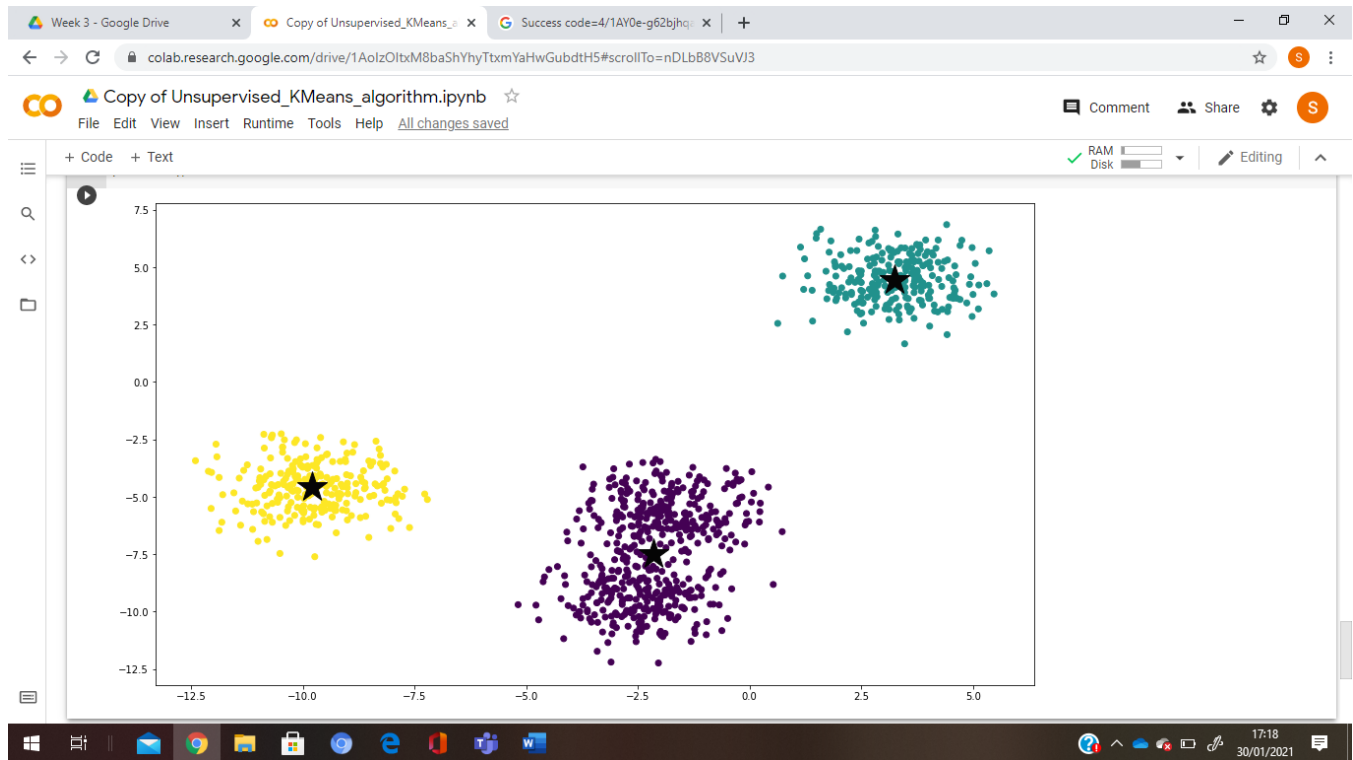 Week 3 - Google Drive
Copy of Unsupervised_KMeans_a
Success code=4/1AY0e-g62bjhq
colab.research.google.com/drive/1AoIzOItxM8baShYhyTtxmYaHwGubdtH5#scrollTo=nDLbB8VSuVJ3
Copy of Unsupervised_KMeans_algorithm.ipynb
Comment Share S
File Edit View Insert Runtime Tools Help All changes saved
+ Code + Text
RAM
Disk
Editing
7.5
5.0
2.5
0.0
−2.5
−5.0
−7.5
−10.0
−12.5
−12.5 −10.0 −7.5 −5.0 −2.5 0.0 2.5 5.0
17:18
30/01/2021